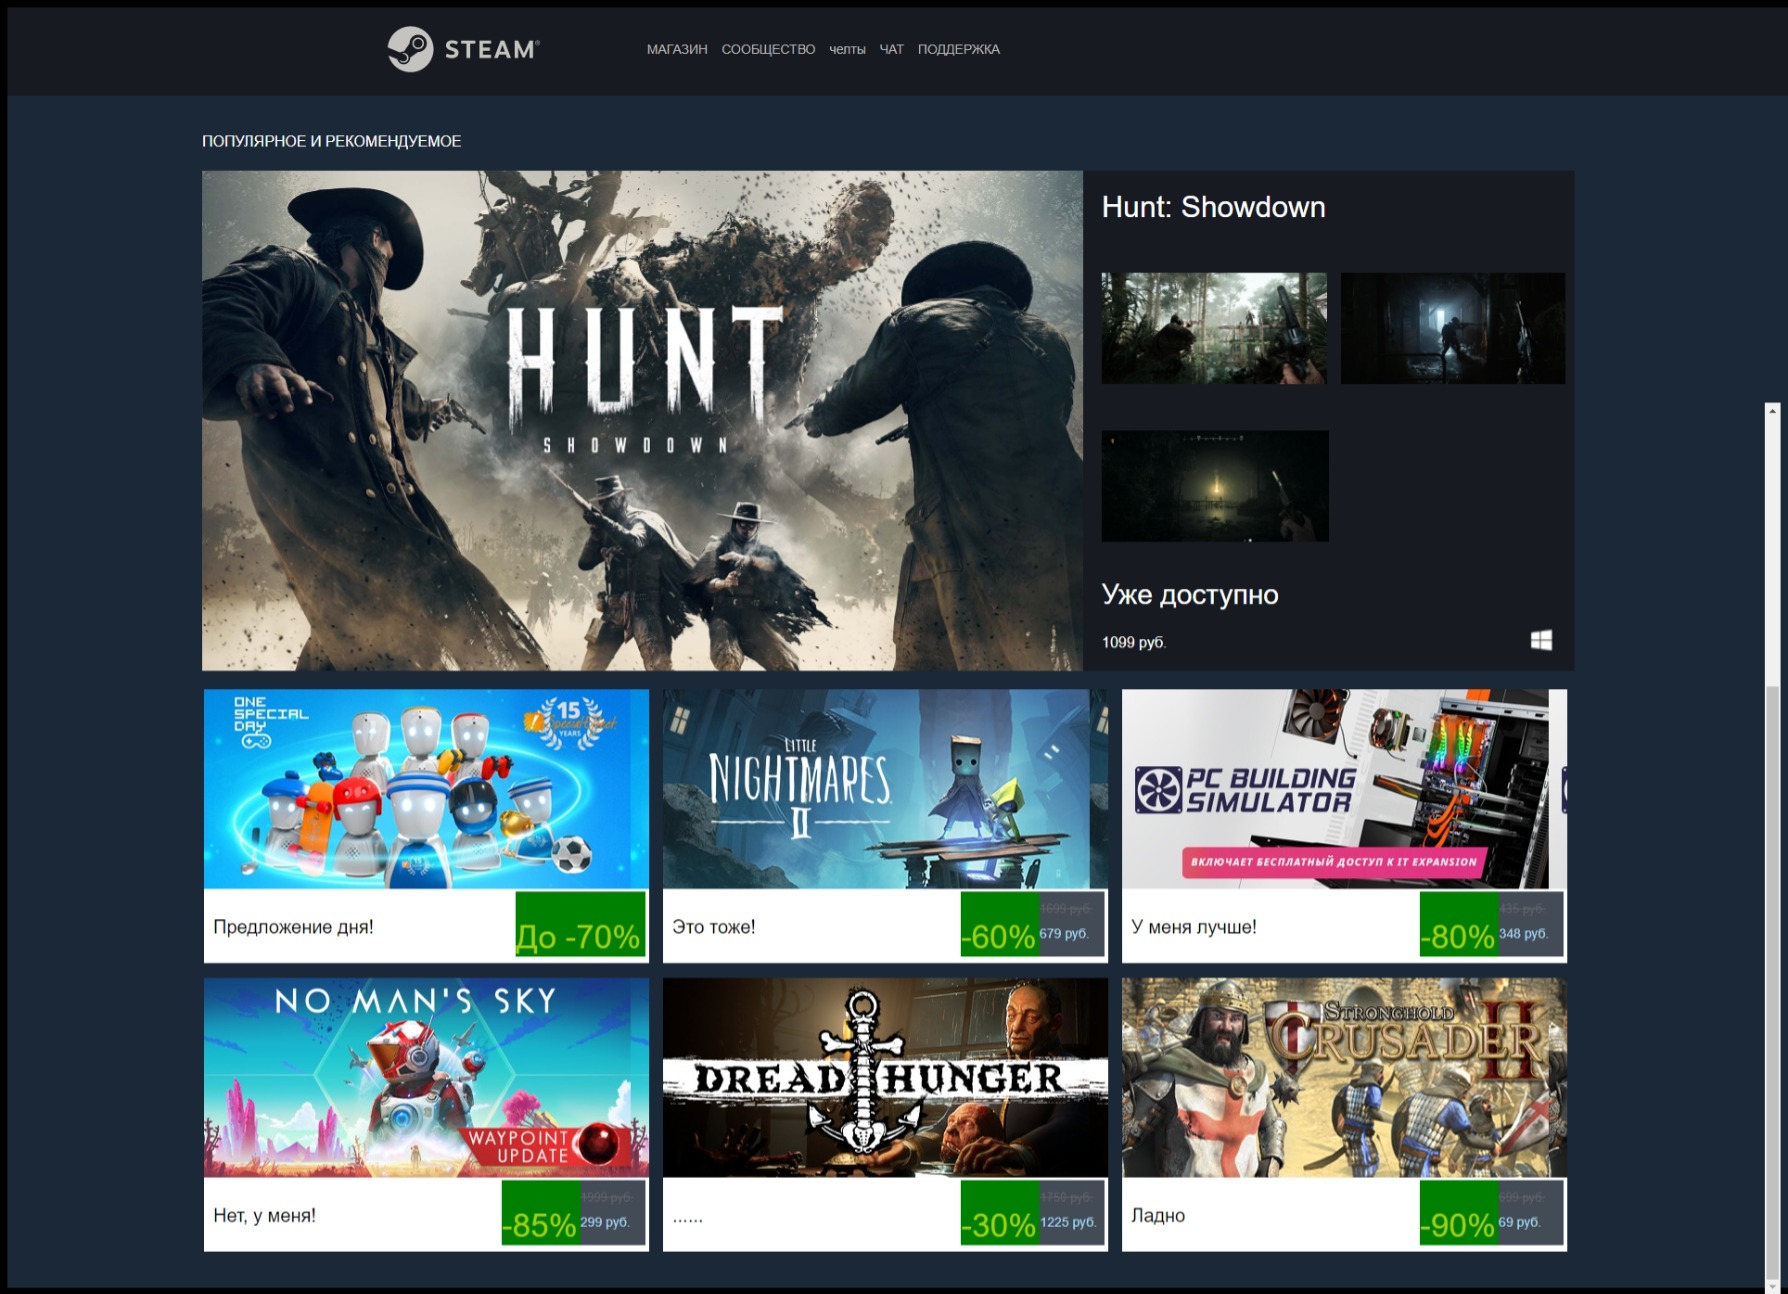 STEAM®
МАГАЗИН СООБЩЕСТВО челты ЧАТ ПОДДЕРЖКА
ПОПУЛЯРНОЕ И РЕКОМЕНДУЕМОЕ
HUNT
SHOWDOWN
Hunt: Showdown
Уже доступно
1099 руб.
ONE
SPECIAL
DAY
15
YEARS
Предложение дня!
До -70%
LITTLE
NIGHTMARES
II
Это тоже!
-60%
1699 руб.
679 руб.
PC BUILDING
SIMULATOR
ВКЛЮЧАЕТ БЕСПЛАТНЫЙ ДОСТУП К IT EXPANSION
У меня лучше!
-80%
435 руб.
348 руб.
NO MAN'S SKY
WAYPOINT
UPDATE
Нет, у меня!
-85%
1999 руб.
299 руб.
DREAD HUNGER
......
-30%
1750 руб.
1225 руб.
STRONGHOLD
CRUSADER
II
Ладно
-90%
699 руб.
69 руб.